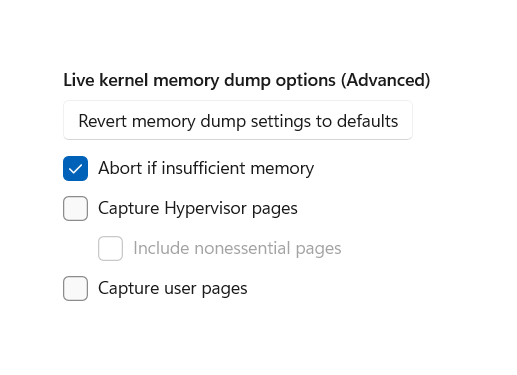 Live kernel memory dump options (Advanced)
Revert memory dump settings to defaults
Abort if insufficient memory
Capture Hypervisor pages
Include nonessential pages
Capture user pages